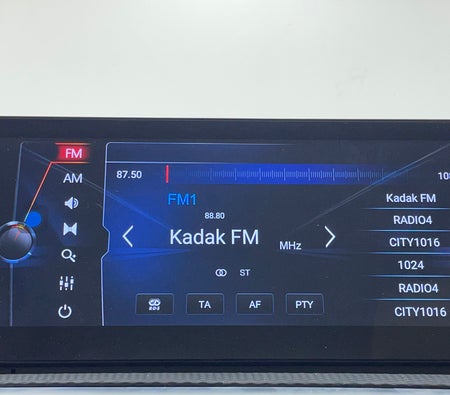 FM
AM
87.50
FM1
88.80
Kadak FM
MHz
ST
RDS
TA
AF
PTY
Kadak FM
RADIO4
CITY1016
1024
RADIO4
CITY1016